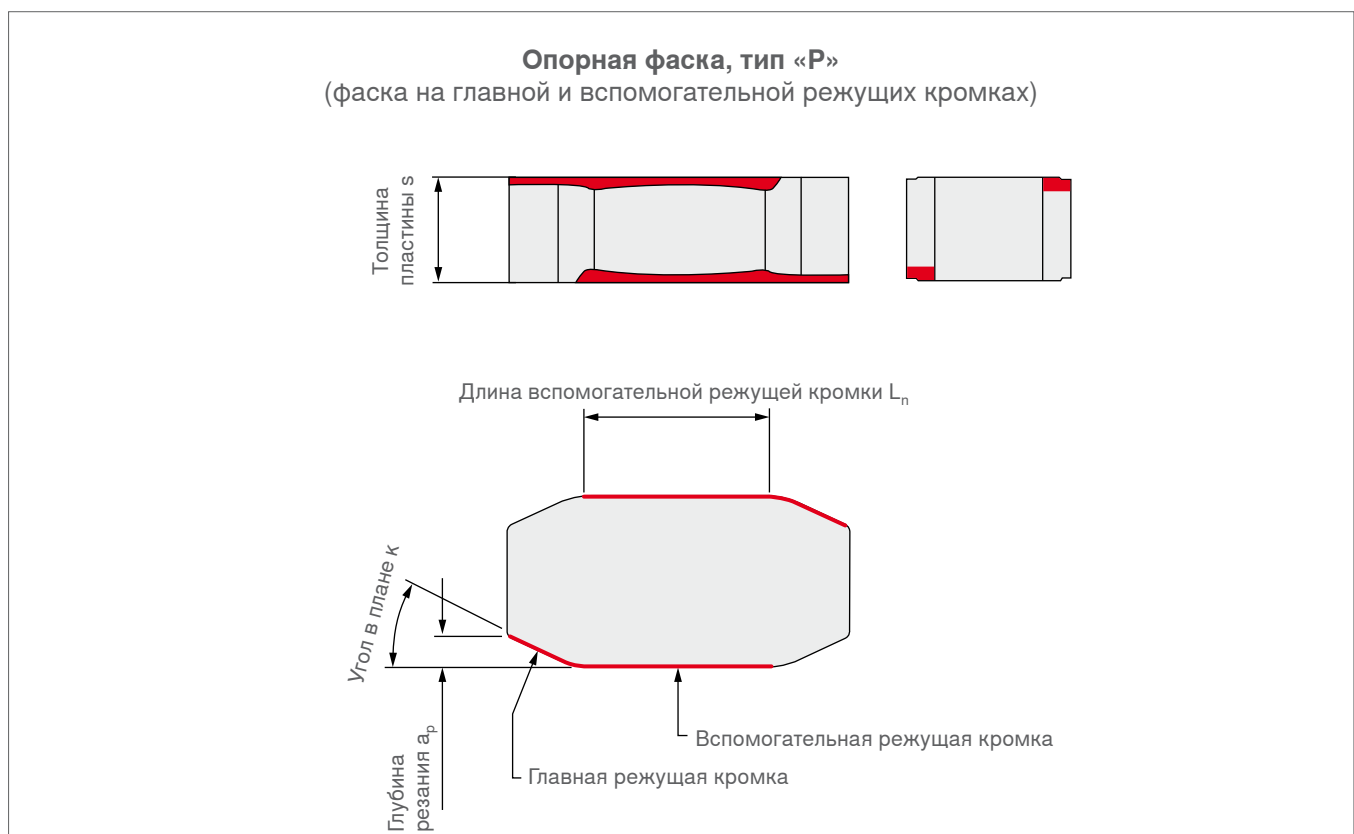 Опорная фаска, тип «Р»
(фаска на главной и вспомогательной режущих кромках)
Толщина
пластины s
Длина вспомогательной режущей кромки Lₙ
Угол в плане κ
Глубина
резания aₚ
Вспомогательная режущая кромка
Главная режущая кромка